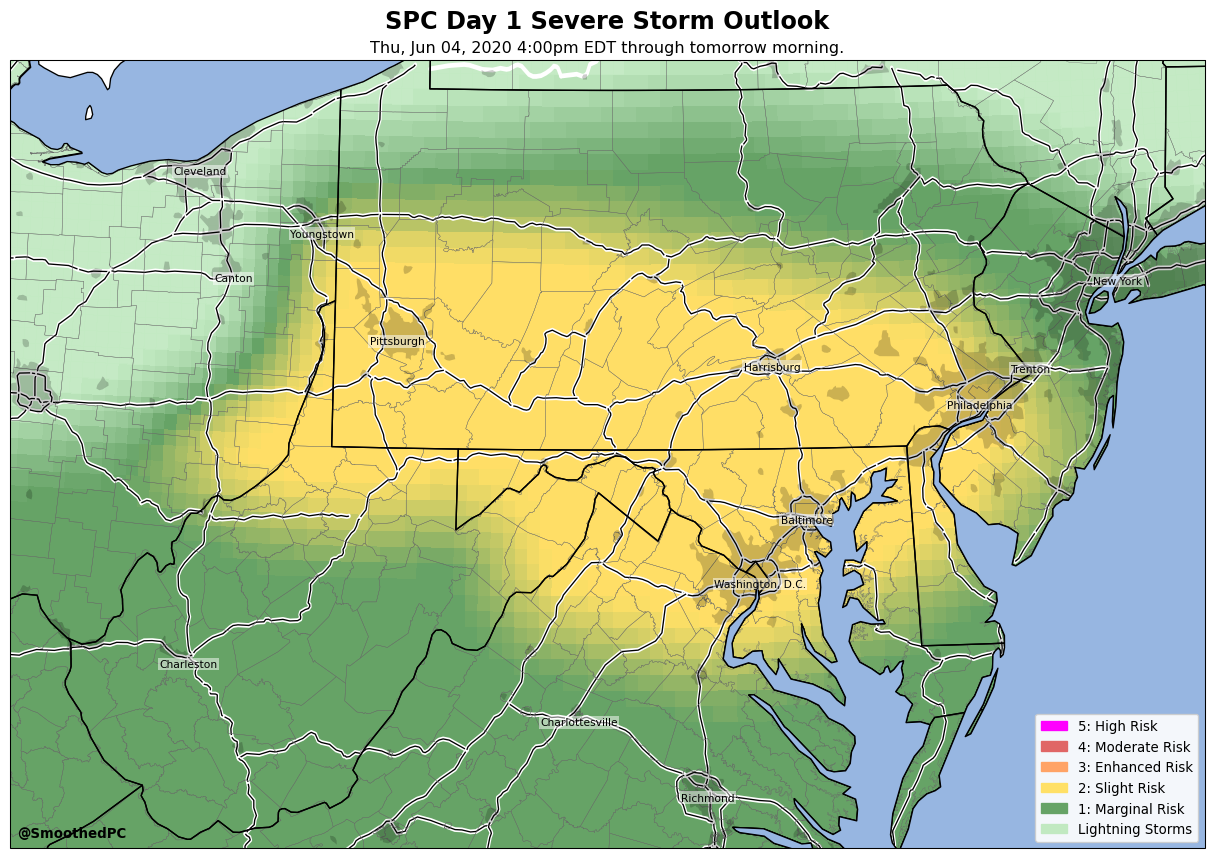 SPC Day 1 Severe Storm Outlook
Thu, Jun 04, 2020 4:00pm EDT through tomorrow morning.
Cleveland
Youngstown
Canton
New York
Pittsburgh
Harrisburg
Trenton
Philadelphia
Baltimore
Washington, D.C.
Charleston
Charlottesville
Richmond
5: High Risk
4: Moderate Risk
3: Enhanced Risk
2: Slight Risk
1: Marginal Risk
Lightning Storms
@SmoothedPC